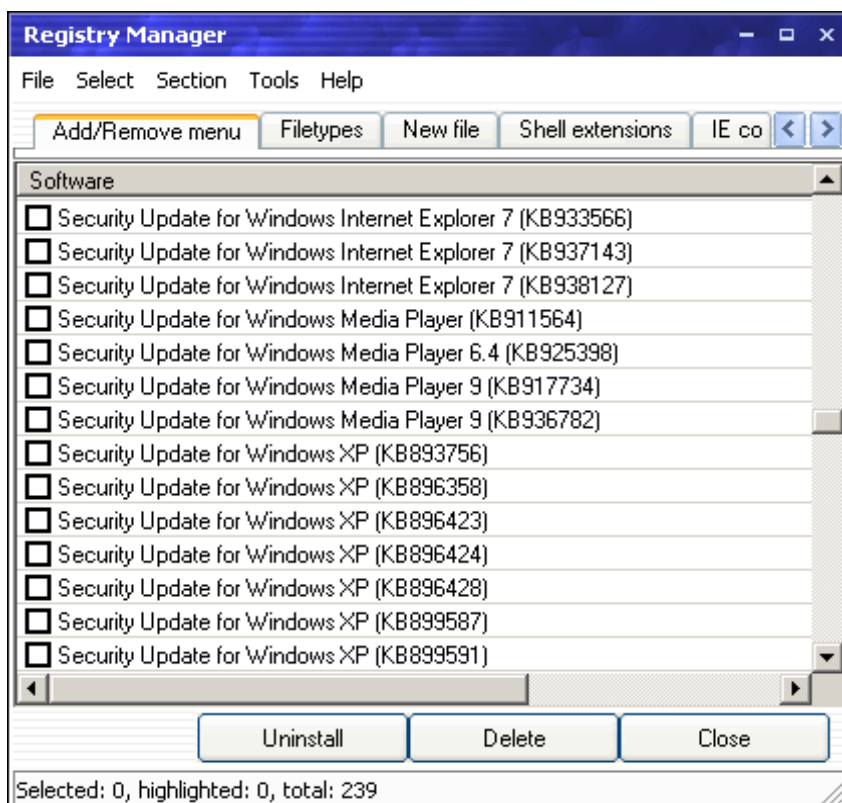 Registry Manager
File Select Section Tools Help
Add/Remove menu Filetypes New file Shell extensions IE co
Software
Security Update for Windows Internet Explorer 7 (KB933566)
Security Update for Windows Internet Explorer 7 (KB937143)
Security Update for Windows Internet Explorer 7 (KB938127)
Security Update for Windows Media Player (KB911564)
Security Update for Windows Media Player 6.4 (KB925398)
Security Update for Windows Media Player 9 (KB917734)
Security Update for Windows Media Player 9 (KB936782)
Security Update for Windows XP (KB893756)
Security Update for Windows XP (KB896358)
Security Update for Windows XP (KB896423)
Security Update for Windows XP (KB896424)
Security Update for Windows XP (KB896428)
Security Update for Windows XP (KB899587)
Security Update for Windows XP (KB899591)
Uninstall Delete Close
Selected: 0, highlighted: 0, total: 239